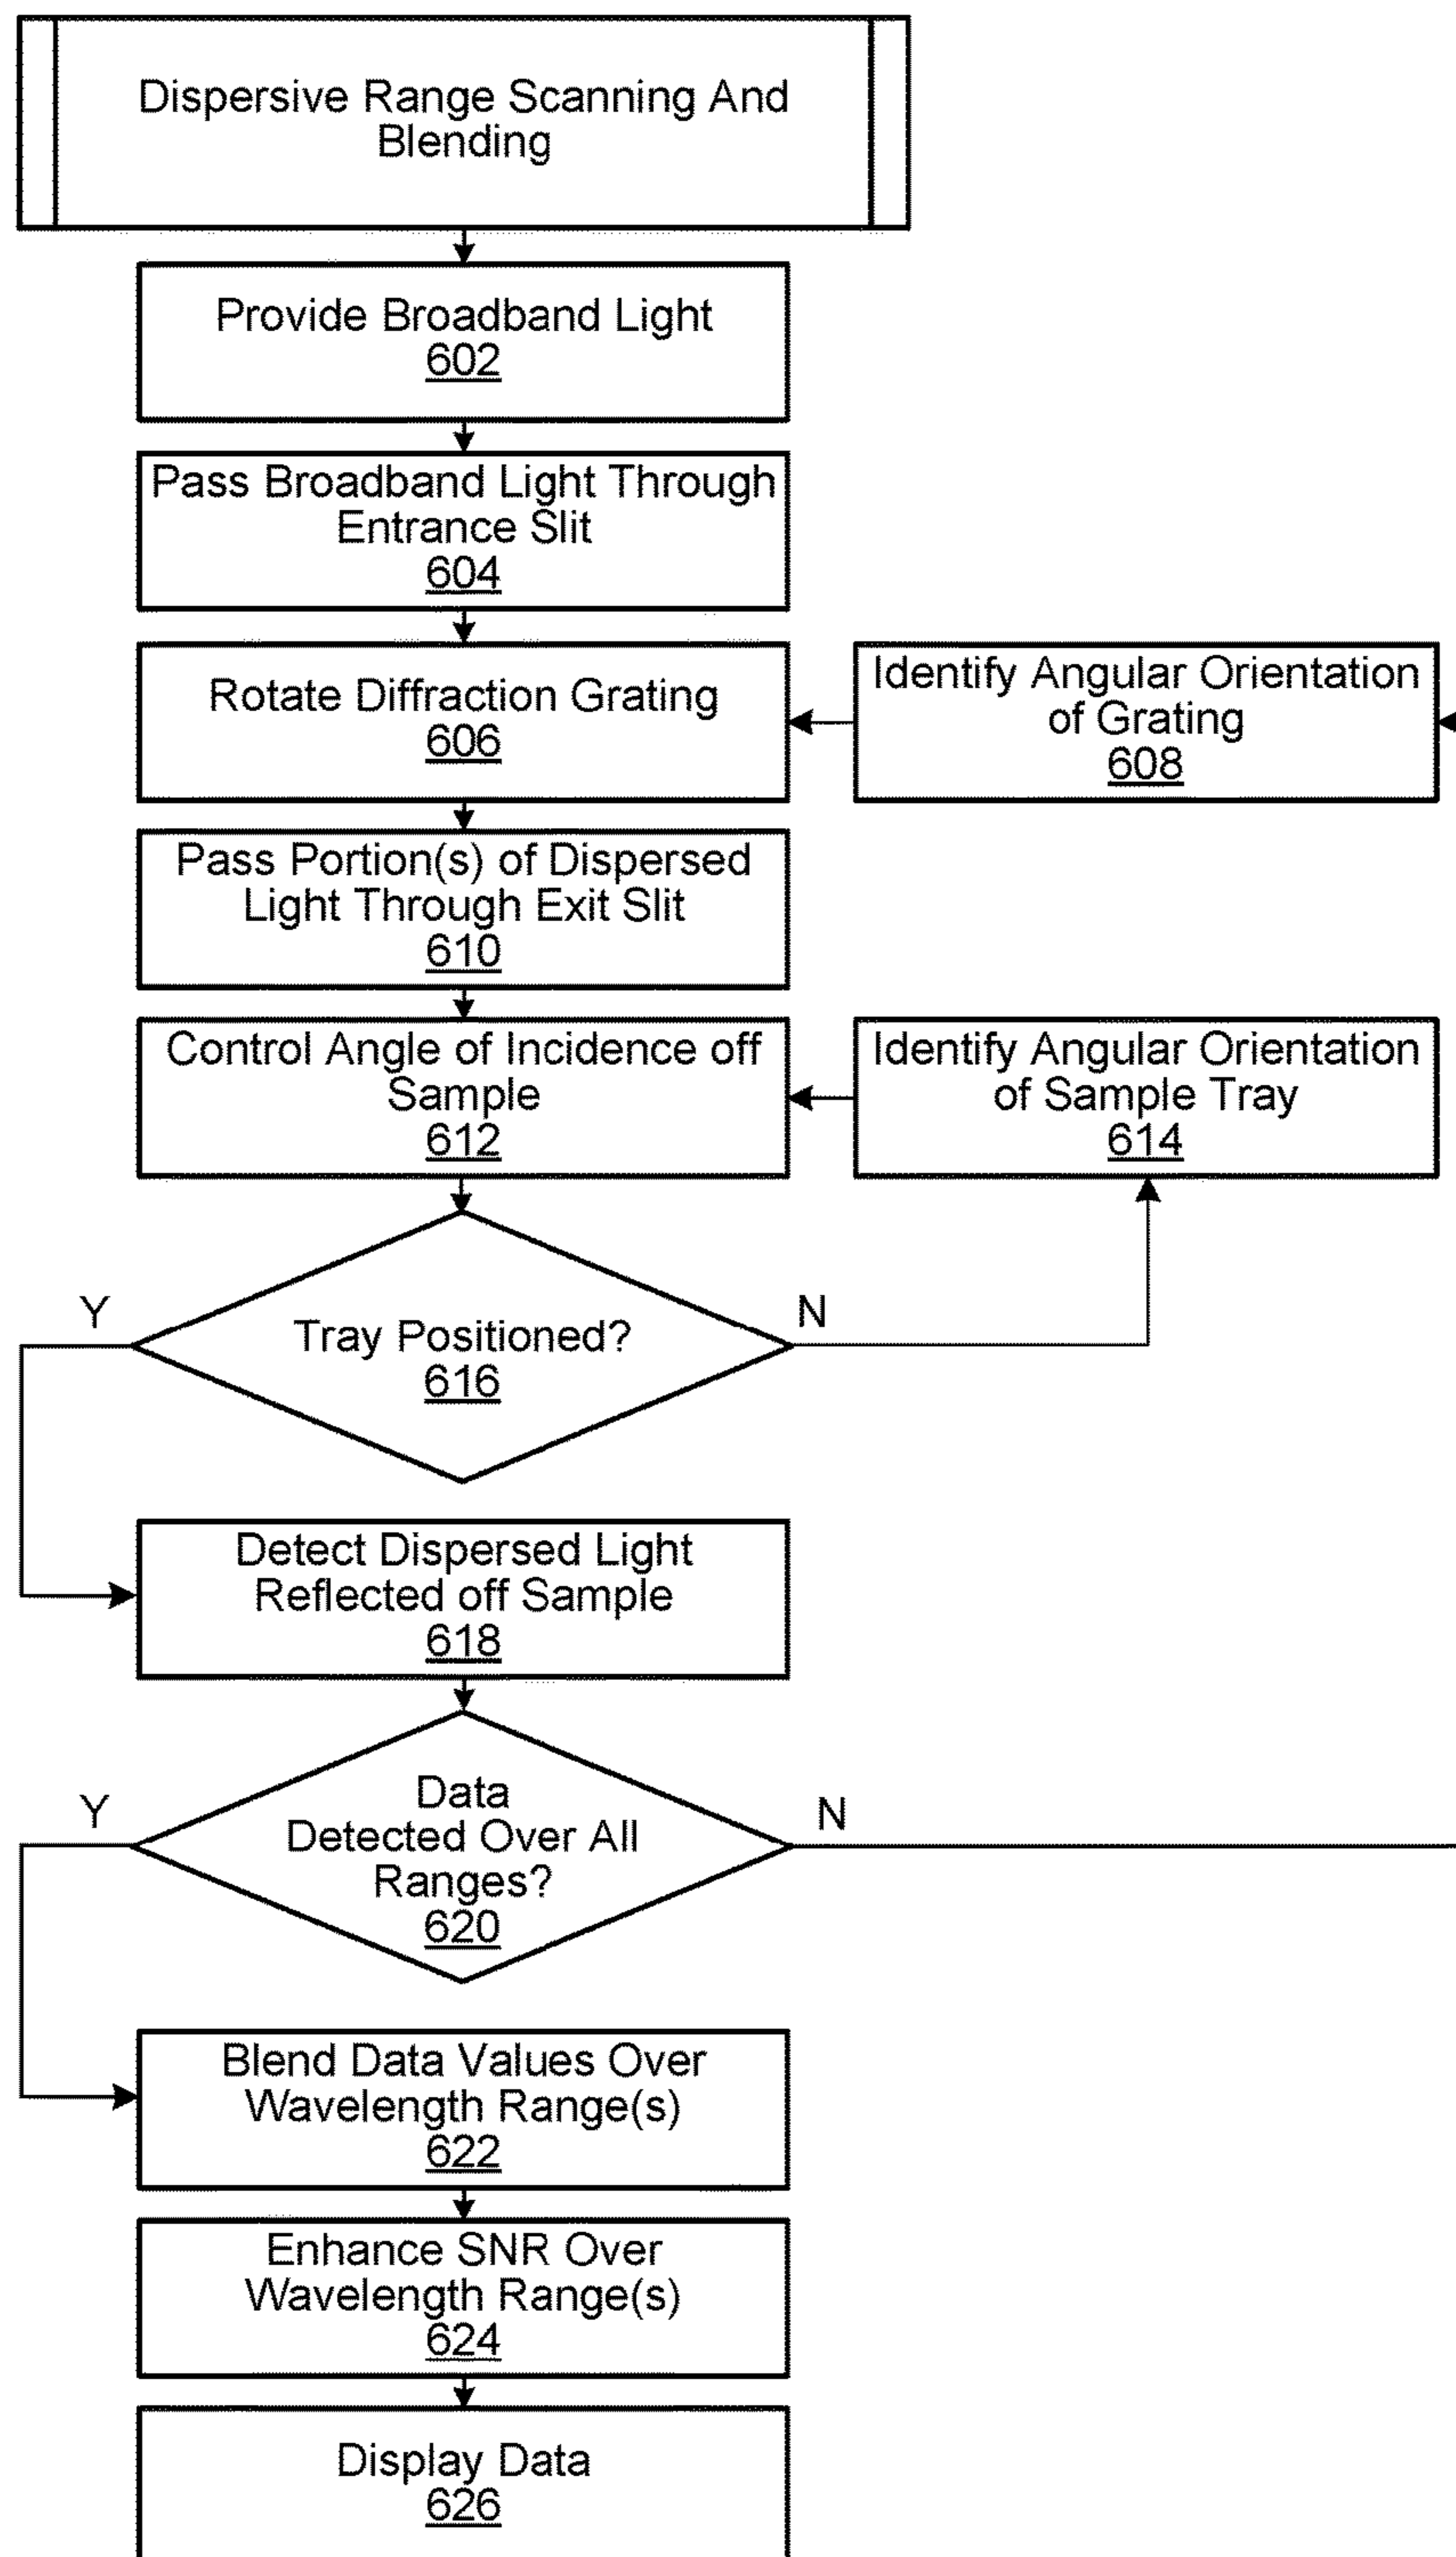 Dispersive Range Scanning And
Blending
Provide Broadband Light
602
Pass Broadband Light Through
Entrance Slit
604
Rotate Diffraction Grating
606
Identify Angular Orientation
of Grating
608
Pass Portion(s) of Dispersed
Light Through Exit Slit
610
Control Angle of Incidence off
Sample
612
Identify Angular Orientation
of Sample Tray
614
Y
N
Tray Positioned?
616
Detect Dispersed Light
Reflected off Sample
618
Y
N
Data
Detected Over All
Ranges?
620
Blend Data Values Over
Wavelength Range(s)
622
Enhance SNR Over
Wavelength Range(s)
624
Display Data
626